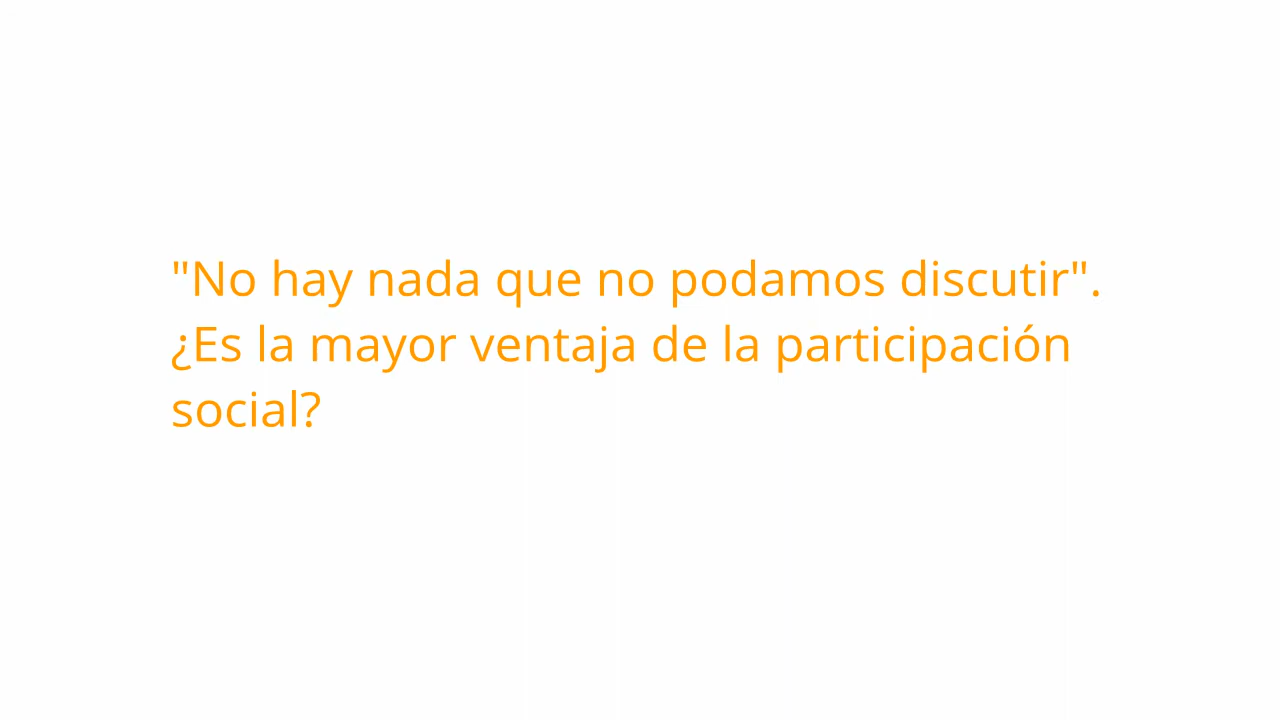 "No hay nada que no podamos discutir".
¿Es la mayor ventaja de la participación
social?